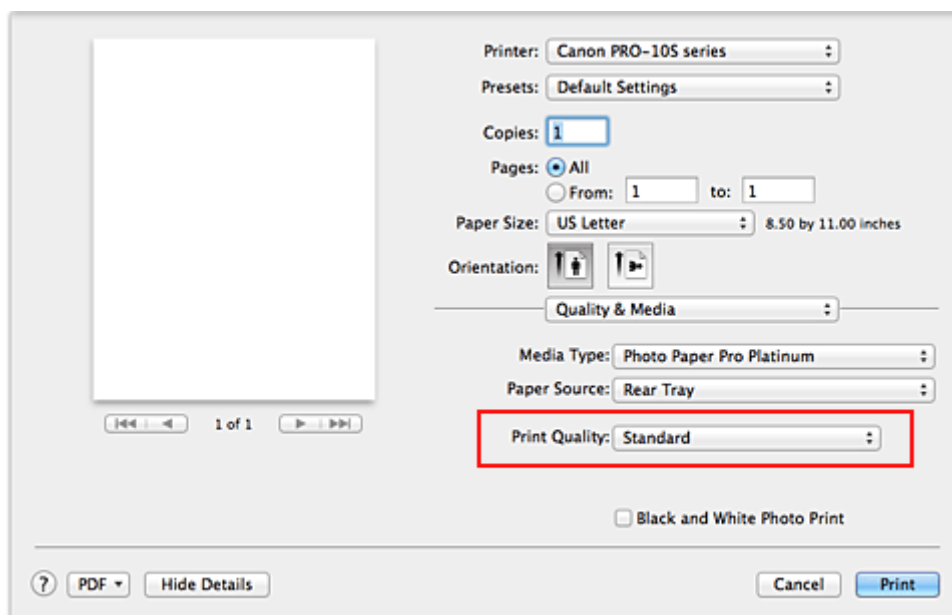 Printer: Canon PRO-10S series
Presets: Default Settings
Copies: 1
Pages: All
From: 1 to: 1
Paper Size: US Letter 8.50 by 11.00 inches
Orientation:
Quality & Media
Media Type: Photo Paper Pro Platinum
Paper Source: Rear Tray
1 of 1
Print Quality: Standard
Black and White Photo Print
? PDF Hide Details Cancel Print